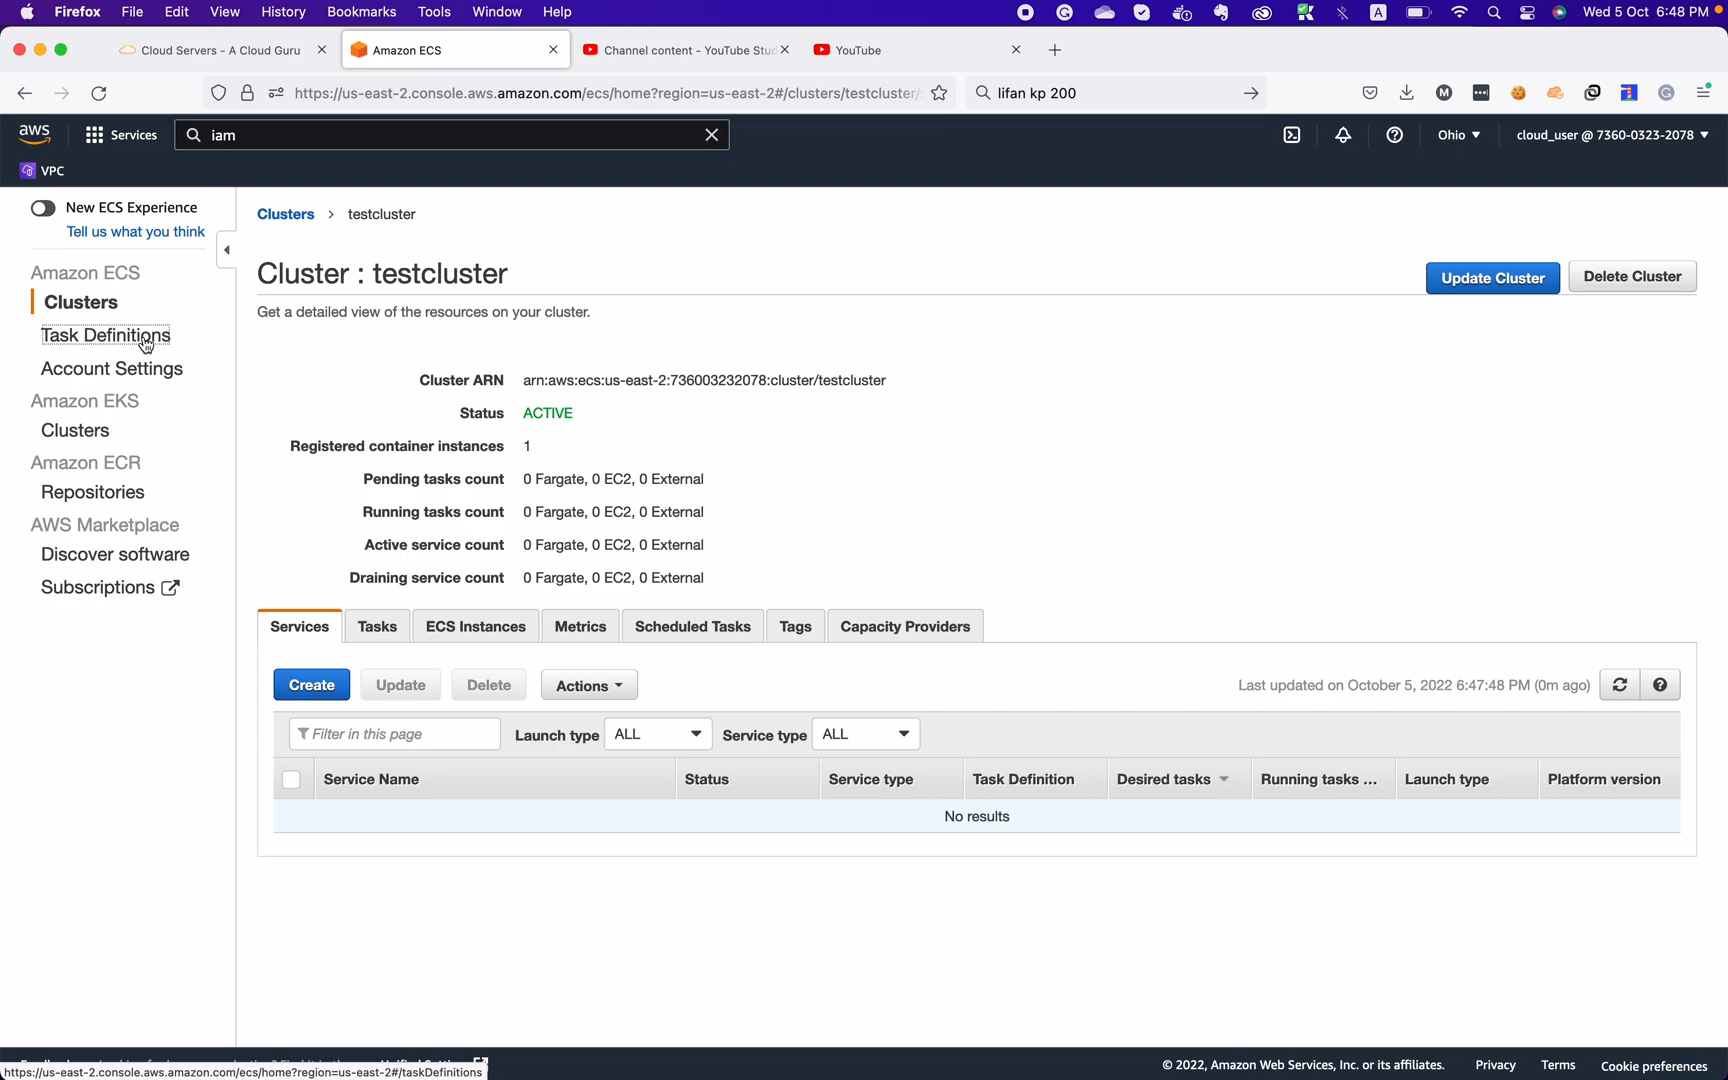 Firefox File Edit View History Bookmarks Tools Window Help
A
Wed 5 Oct 6:48 PM
Cloud Servers - A Cloud Guru
Amazon ECS
Channel content - YouTube Stud
YouTube
https://us-east-2.console.aws.amazon.com/ecs/home?region=us-east-2#/clusters/testcluster/
lifan kp 200
aws
Services
iam
Ohio
cloud_user @ 7360-0323-2078
VPC
New ECS Experience
Tell us what you think
Amazon ECS
Clusters
Task Definitions
Account Settings
Amazon EKS
Clusters
Amazon ECR
Repositories
AWS Marketplace
Discover software
Subscriptions
Clusters > testcluster
Cluster : testcluster
Update Cluster
Delete Cluster
Get a detailed view of the resources on your cluster.
Cluster ARN arn:aws:ecs:us-east-2:736003232078:cluster/testcluster
Status ACTIVE
Registered container instances 1
Pending tasks count 0 Fargate, 0 EC2, 0 External
Running tasks count 0 Fargate, 0 EC2, 0 External
Active service count 0 Fargate, 0 EC2, 0 External
Draining service count 0 Fargate, 0 EC2, 0 External
Services Tasks ECS Instances Metrics Scheduled Tasks Tags Capacity Providers
Create Update Delete Actions
Last updated on October 5, 2022 6:47:48 PM (0m ago)
Filter in this page
Launch type ALL
Service type ALL
Service Name Status Service type Task Definition Desired tasks Running tasks ... Launch type Platform version
No results
https://us-east-2.console.aws.amazon.com/ecs/home?region=us-east-2#/taskDefinitions
© 2022, Amazon Web Services, Inc. or its affiliates. Privacy Terms Cookie preferences